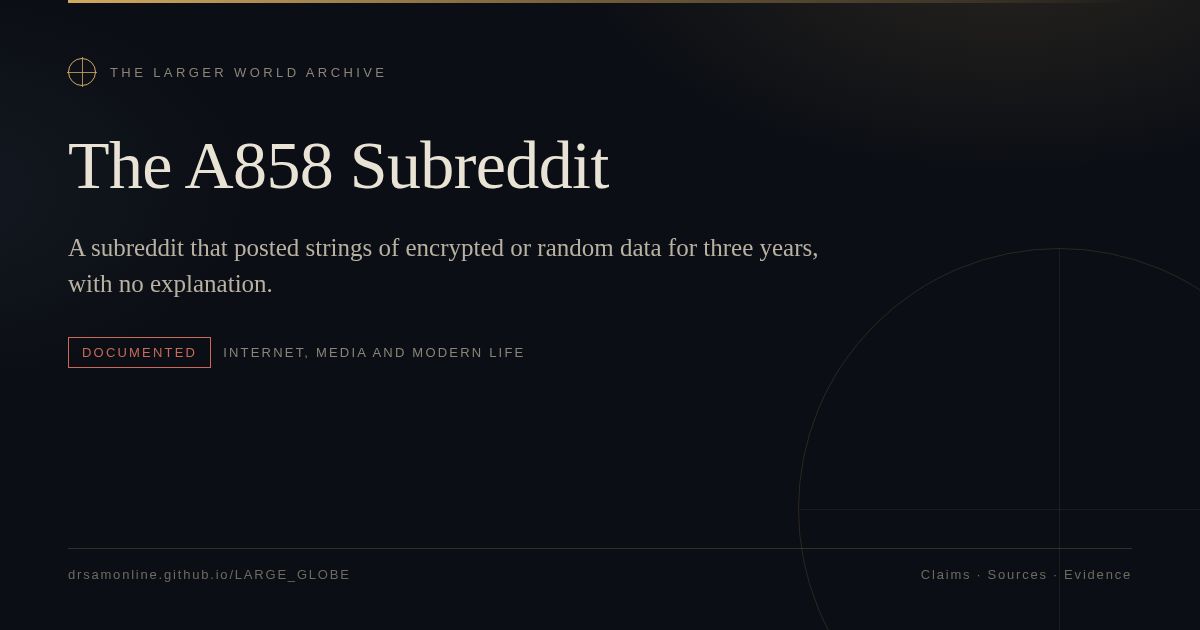 THE LARGER WORLD ARCHIVE
The A858 Subreddit
A subreddit that posted strings of encrypted or random data for three years,
with no explanation.
DOCUMENTED INTERNET, MEDIA AND MODERN LIFE
drsamonline.github.io/LARGE_GLOBE Claims · Sources · Evidence